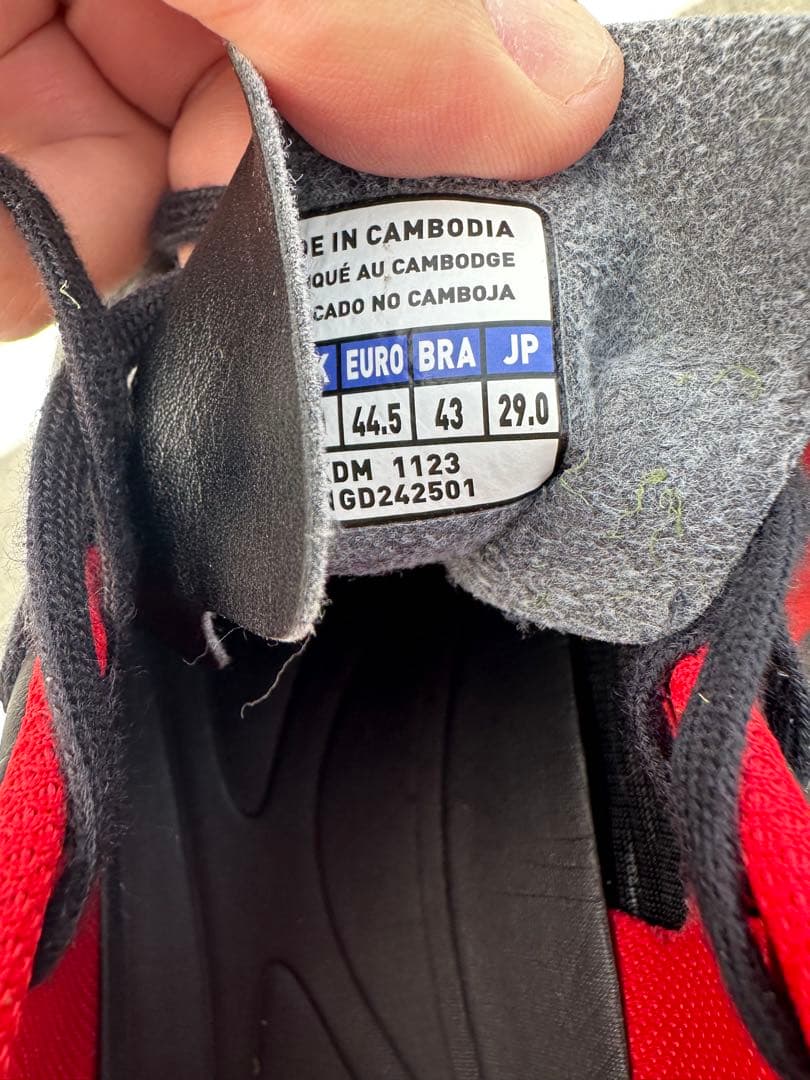 DE IN CAMBODIA
IQUÉ AU CAMBODGE
CADO NO CAMBOJA
EURO BRA JP
44.5 43 29.0
ADM 1123
GD242501